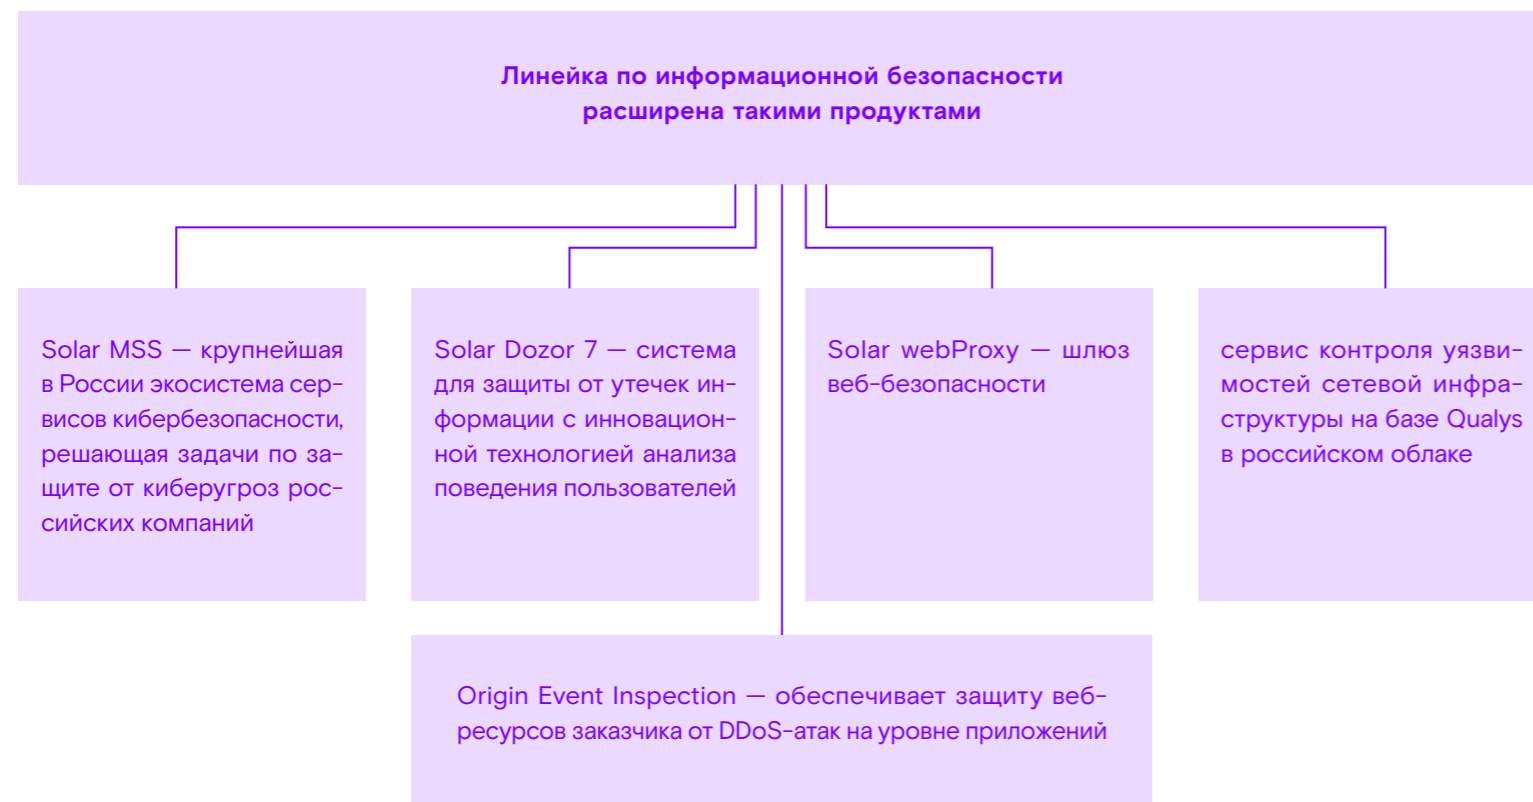 Линейка по информационной безопасности
расширена такими продуктами
Solar MSS — крупнейшая
в России экосистема сер-
висов кибербезопасности,
решающая задачи по за-
щите от киберугроз рос-
сийских компаний
Solar Dozor 7 — система
для защиты от утечек ин-
формации с инновацион-
ной технологией анализа
поведения пользователей
Solar webProxy — шлюз
веб-безопасности
сервис контроля уязви-
мостей сетевой инфра-
структуры на базе Qualys
в российском облаке
Origin Event Inspection — обеспечивает защиту веб-
ресурсов заказчика от DDoS-атак на уровне приложений